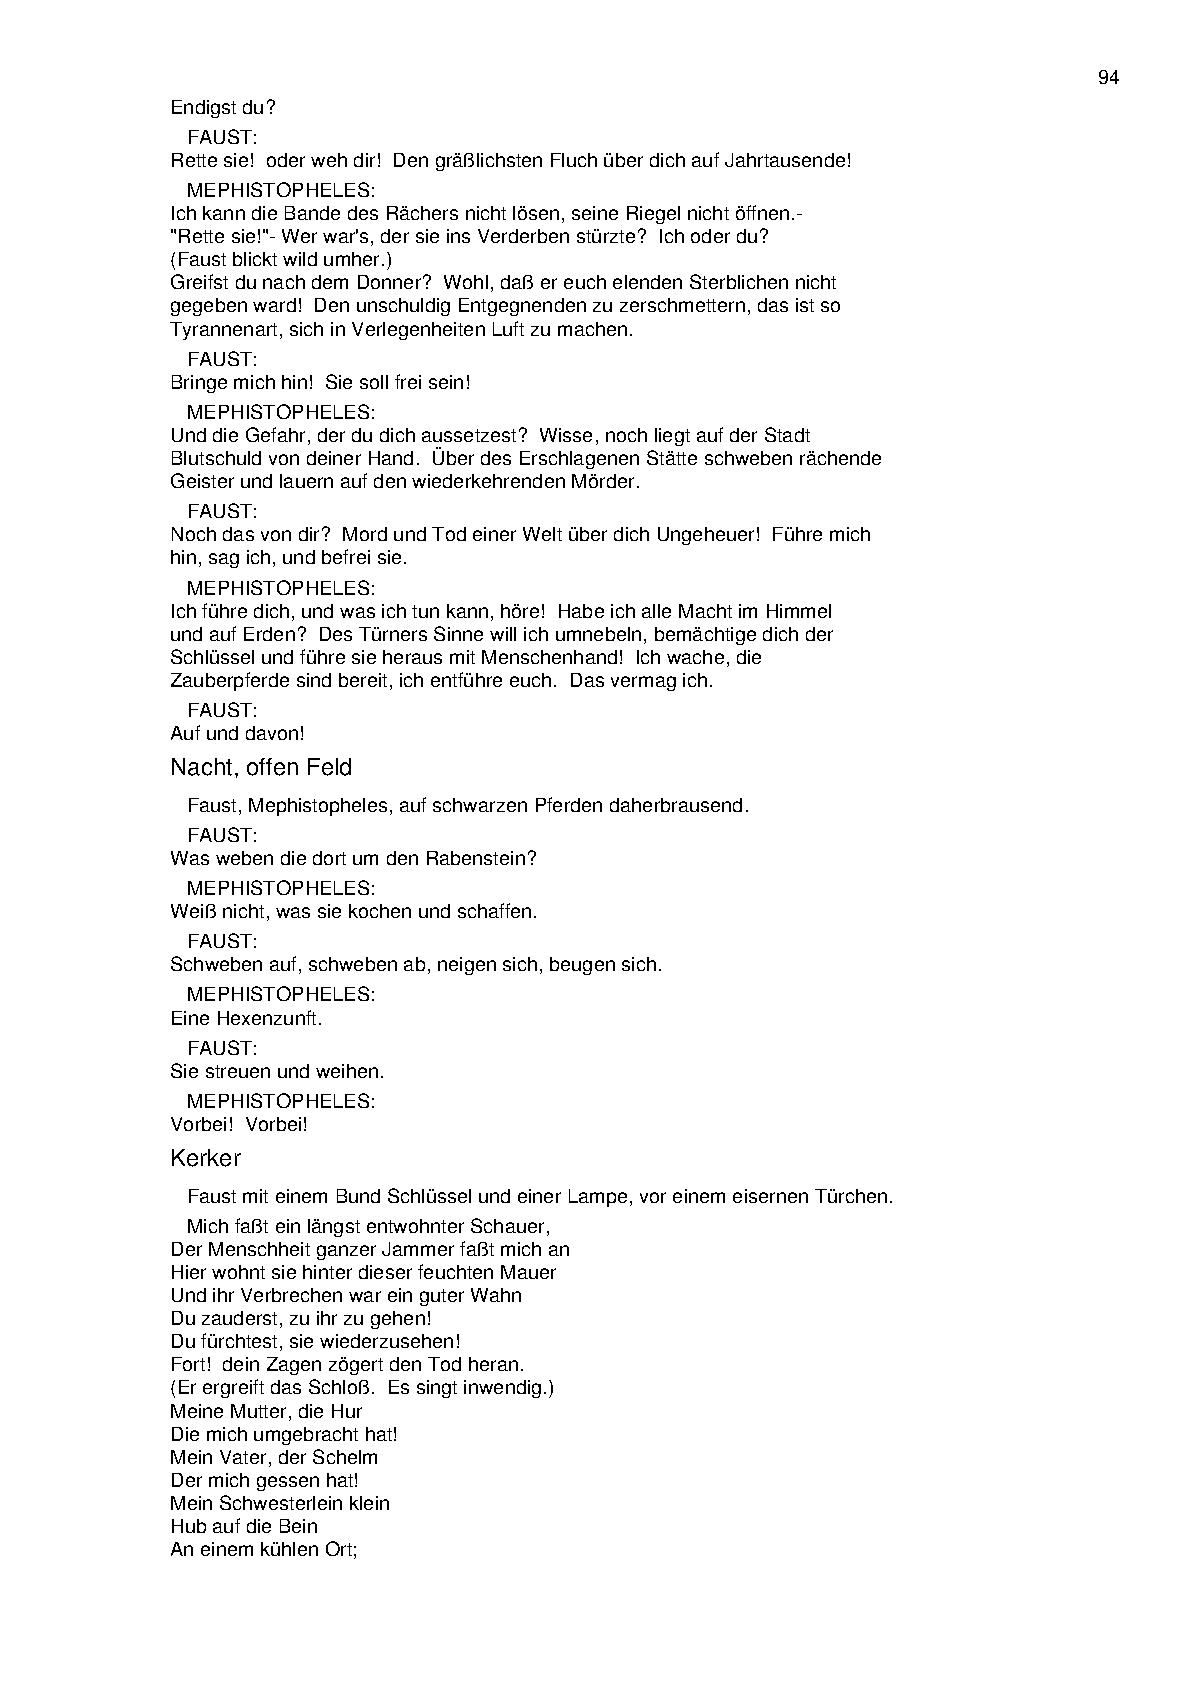 94
Endigst du?
FAUST:
Rette sie!  oder weh dir!  Den gräßlichsten Fluch über dich auf Jahrtausende!
MEPHISTOPHELES:
Ich kann die Bande des Rächers nicht lösen, seine Riegel nicht öffnen.-
"Rette sie!"- Wer war's, der sie ins Verderben stürzte?  Ich oder du?
(Faust blickt wild umher.)
Greifst du nach dem Donner?  Wohl, daß er euch elenden Sterblichen nicht
gegeben ward!  Den unschuldig Entgegnenden zu zerschmettern, das ist so
Tyrannenart, sich in Verlegenheiten Luft zu machen.
FAUST:
Bringe mich hin!  Sie soll frei sein!
MEPHISTOPHELES:
Und die Gefahr, der du dich aussetzest?  Wisse, noch liegt auf der Stadt
Blutschuld von deiner Hand.  Über des Erschlagenen Stätte schweben rächende
Geister und lauern auf den wiederkehrenden Mörder.
FAUST:
Noch das von dir?  Mord und Tod einer Welt über dich Ungeheuer!  Führe mich
hin, sag ich, und befrei sie.
MEPHISTOPHELES:
Ich führe dich, und was ich tun kann, höre!  Habe ich alle Macht im Himmel
und auf Erden?  Des Türners Sinne will ich umnebeln, bemächtige dich der
Schlüssel und führe sie heraus mit Menschenhand!  Ich wache, die
Zauberpferde sind bereit, ich entführe euch.  Das vermag ich.
FAUST:
Auf und davon!
Nacht, offen Feld
Faust, Mephistopheles, auf schwarzen Pferden daherbrausend.
FAUST:
Was weben die dort um den Rabenstein?
MEPHISTOPHELES:
Weiß nicht, was sie kochen und schaffen.
FAUST:
Schweben auf, schweben ab, neigen sich, beugen sich.
MEPHISTOPHELES:
Eine Hexenzunft.
FAUST:
Sie streuen und weihen.
MEPHISTOPHELES:
Vorbei!  Vorbei!
Kerker
Faust mit einem Bund Schlüssel und einer Lampe, vor einem eisernen Türchen.
Mich faßt ein längst entwohnter Schauer,
Der Menschheit ganzer Jammer faßt mich an
Hier wohnt sie hinter dieser feuchten Mauer
Und ihr Verbrechen war ein guter Wahn
Du zauderst, zu ihr zu gehen!
Du fürchtest, sie wiederzusehen!
Fort!  dein Zagen zögert den Tod heran.
(Er ergreift das Schloß.  Es singt inwendig.)
Meine Mutter, die Hur
Die mich umgebracht hat!
Mein Vater, der Schelm
Der mich gessen hat!
Mein Schwesterlein klein
Hub auf die Bein
An einem kühlen Ort;